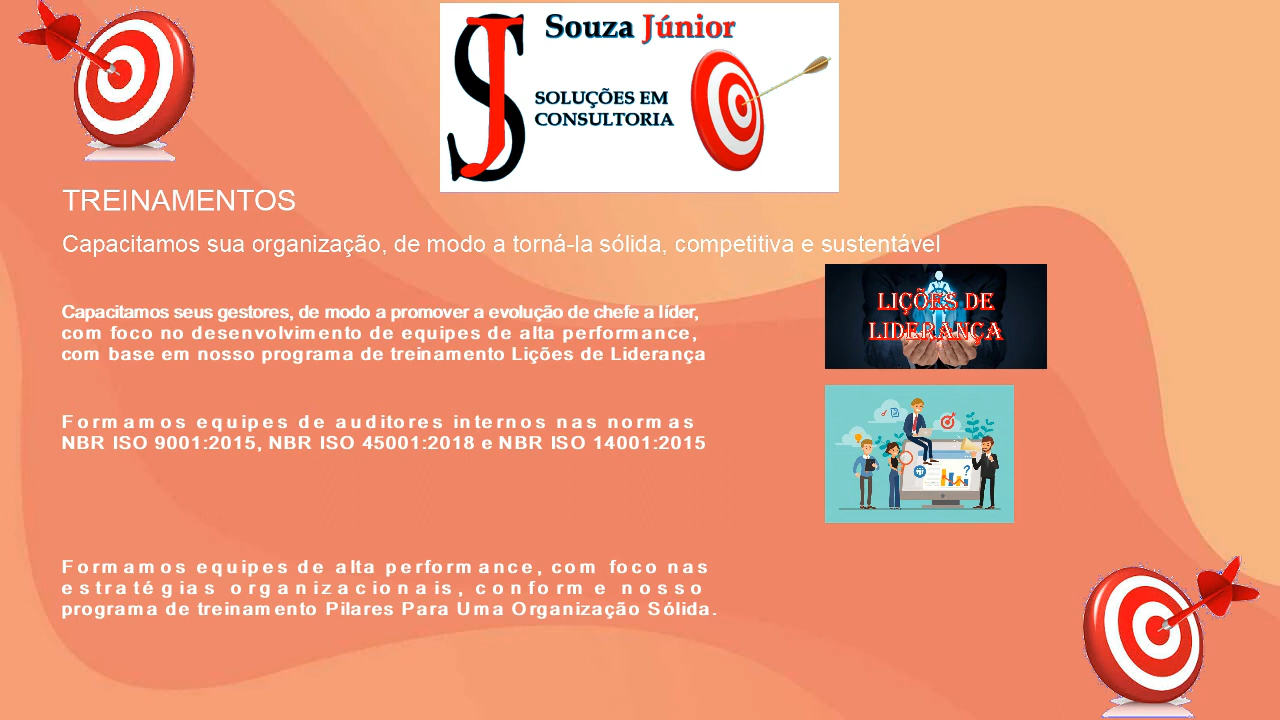 SJ
Souza Júnior
SOLUÇÕES EM
CONSULTORIA
TREINAMENTOS
Capacitamos sua organização, de modo a torná-la sólida, competitiva e sustentável
Capacitamos seus gestores, de modo a promover a evolução de chefe a líder,
com foco no desenvolvimento de equipes de alta performance,
com base em nosso programa de treinamento Lições de Liderança
LIÇÕES DE
LIDERANÇA
Formamos equipes de auditores internos nas normas
NBR ISO 9001:2015, NBR ISO 45001:2018 e NBR ISO 14001:2015
?
Formamos equipes de alta performance, com foco nas
estratégias organizacionais, conforme nosso
programa de treinamento Pilares Para Uma Organização Sólida.